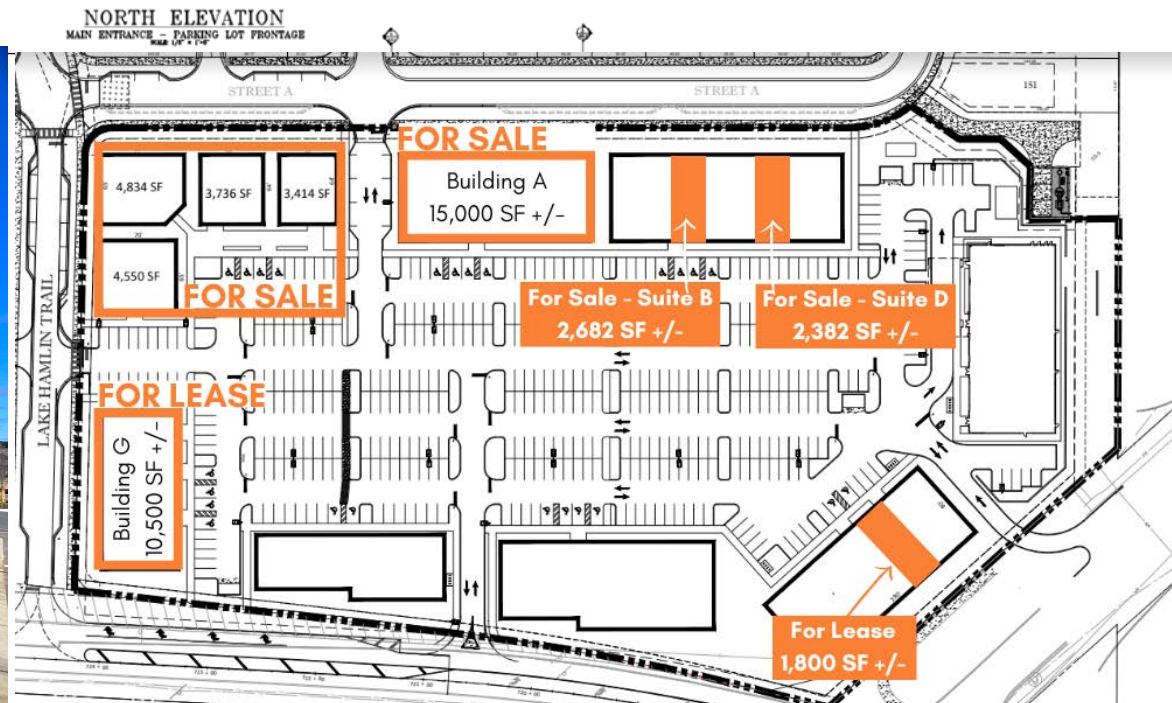 NORTH ELEVATION
MAIN ENTRANCE - PARKING LOT FRONTAGE
STREET A
STREET A
151
FOR SALE
Building A
15,000 SF +/-
4,834 SF
3,736 SF
3,414 SF
4,550 SF
FOR SALE
For Sale - Suite B
2,682 SF +/-
For Sale - Suite D
2,382 SF +/-
LAKE HAMLIN TRAIL
FOR LEASE
Building G
10,500 SF +/-
For Lease
1,800 SF +/-